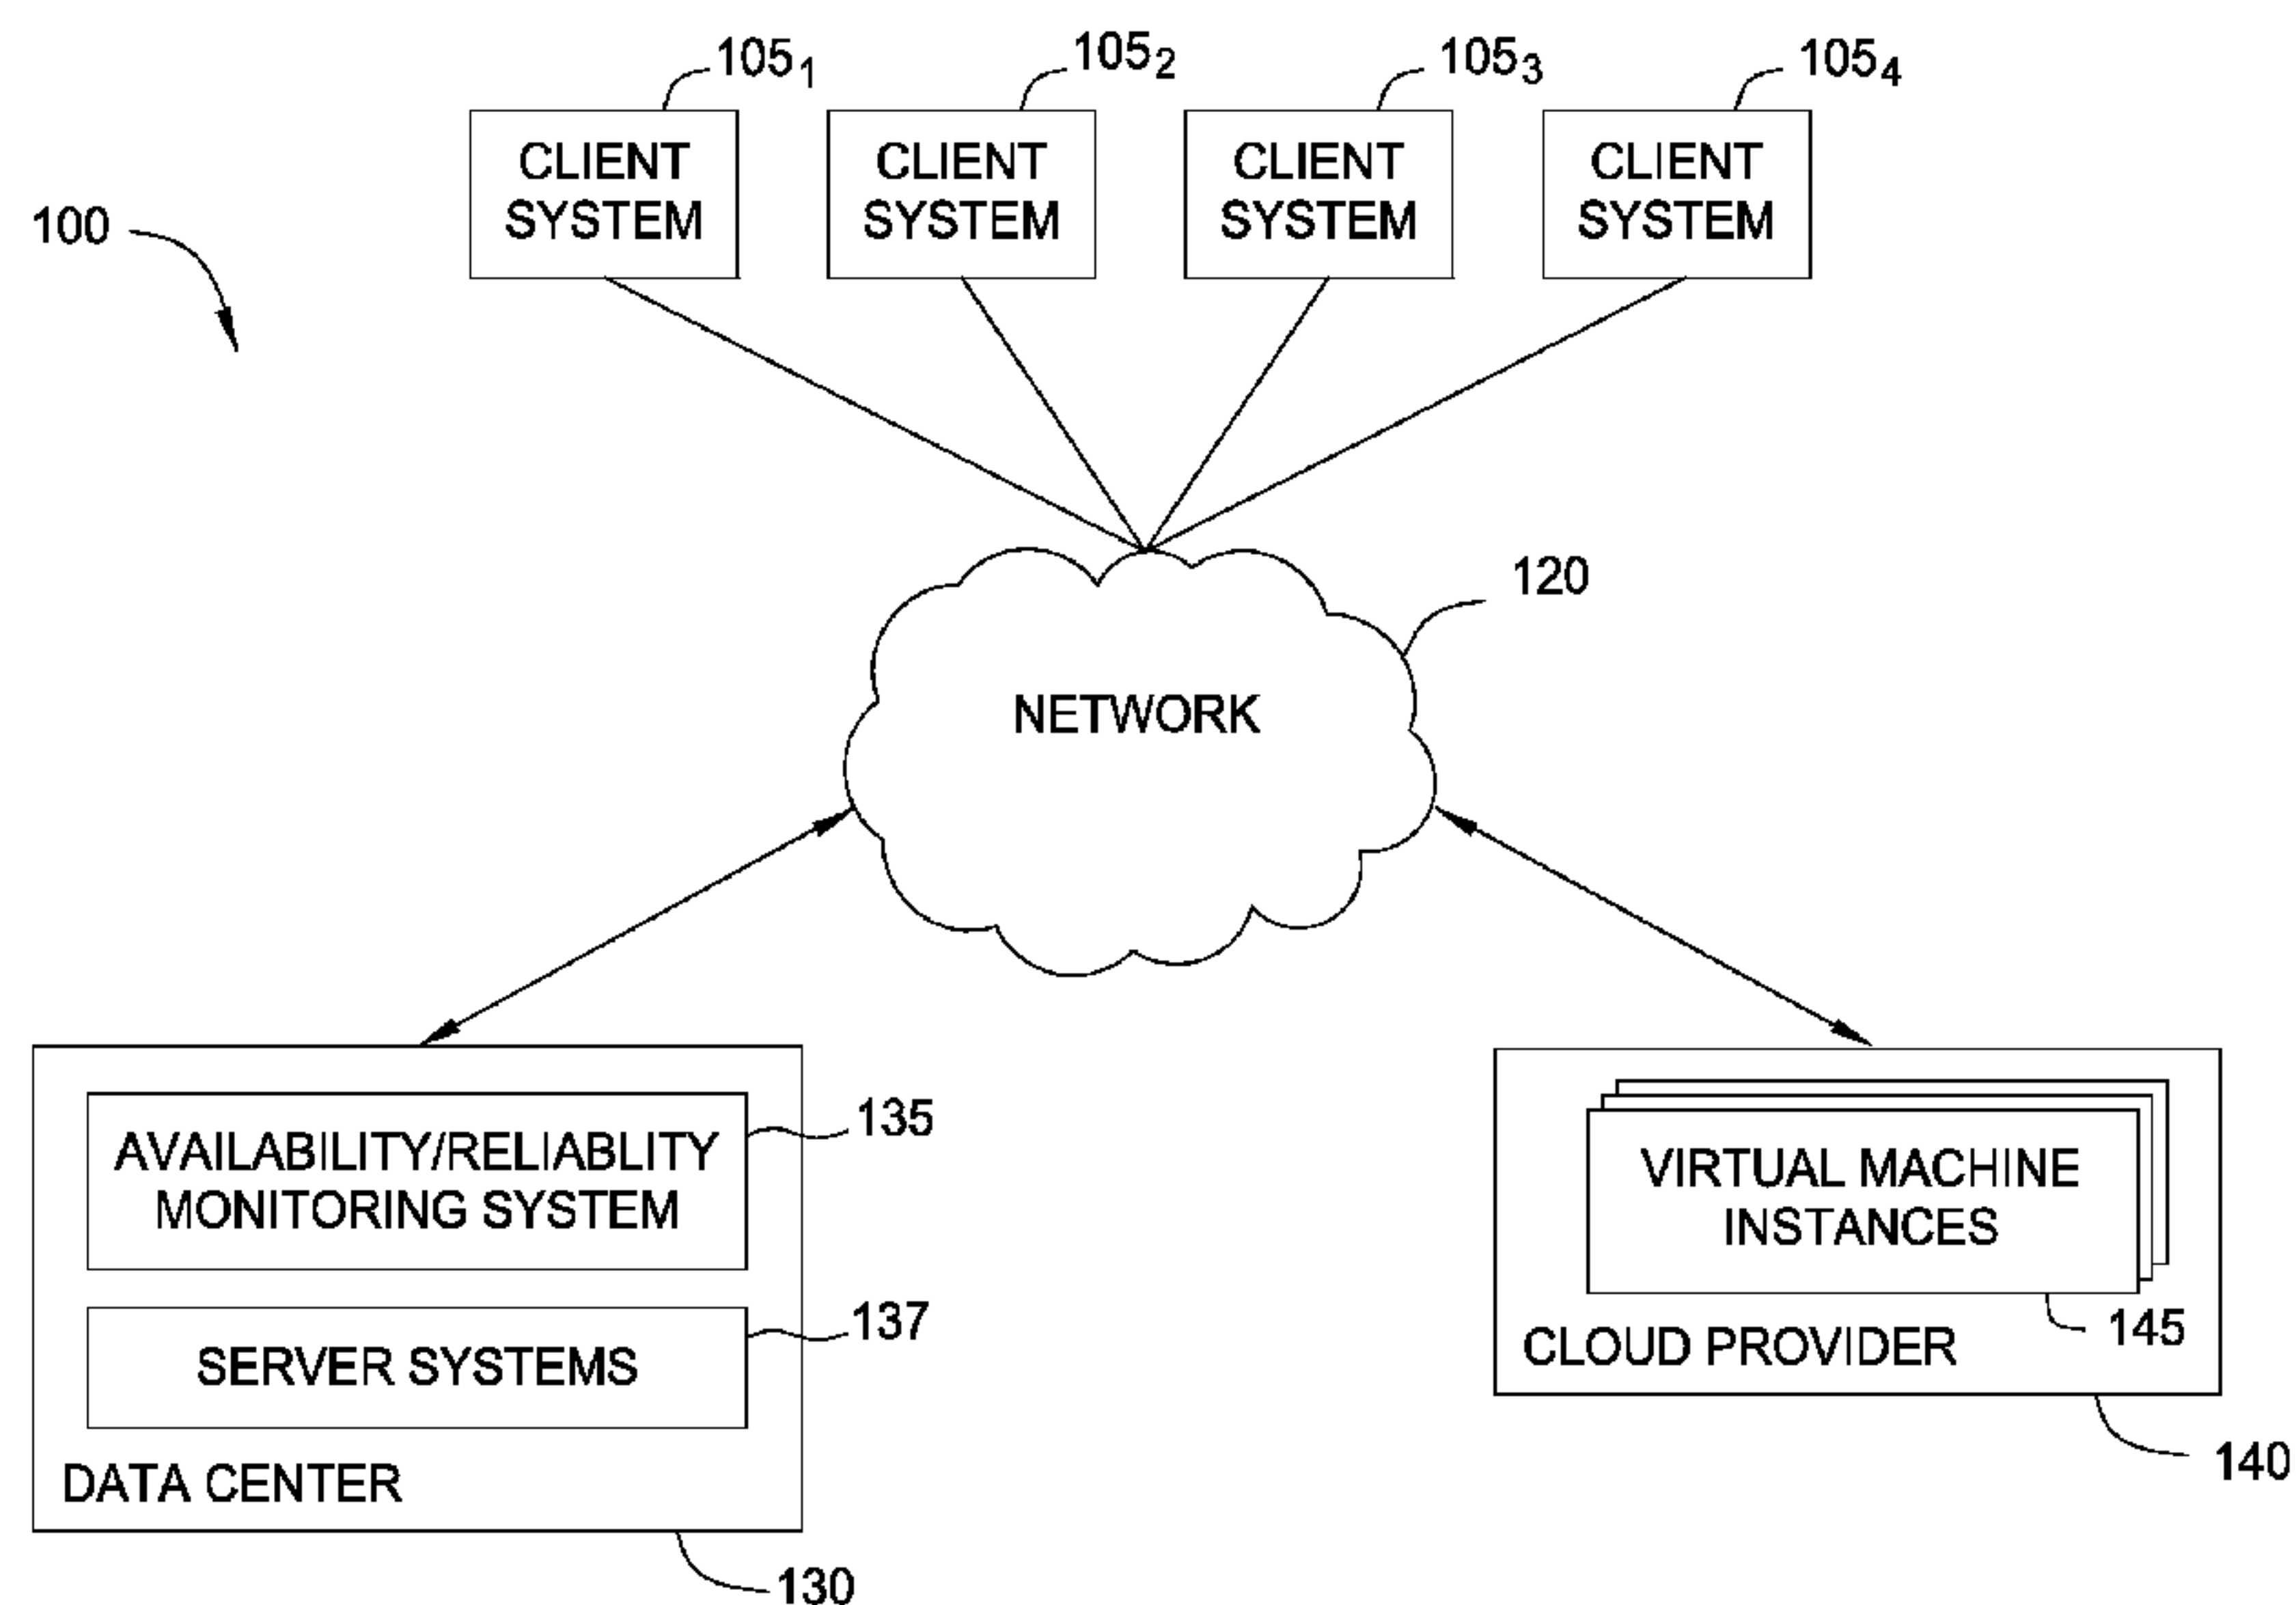 105₁
105₂
105₃
105₄
CLIENT
SYSTEM
CLIENT
SYSTEM
CLIENT
SYSTEM
CLIENT
SYSTEM
100
120
NETWORK
AVAILABILITY/RELIABLITY
MONITORING SYSTEM
135
SERVER SYSTEMS
137
DATA CENTER
130
VIRTUAL MACHINE
INSTANCES
145
CLOUD PROVIDER
140